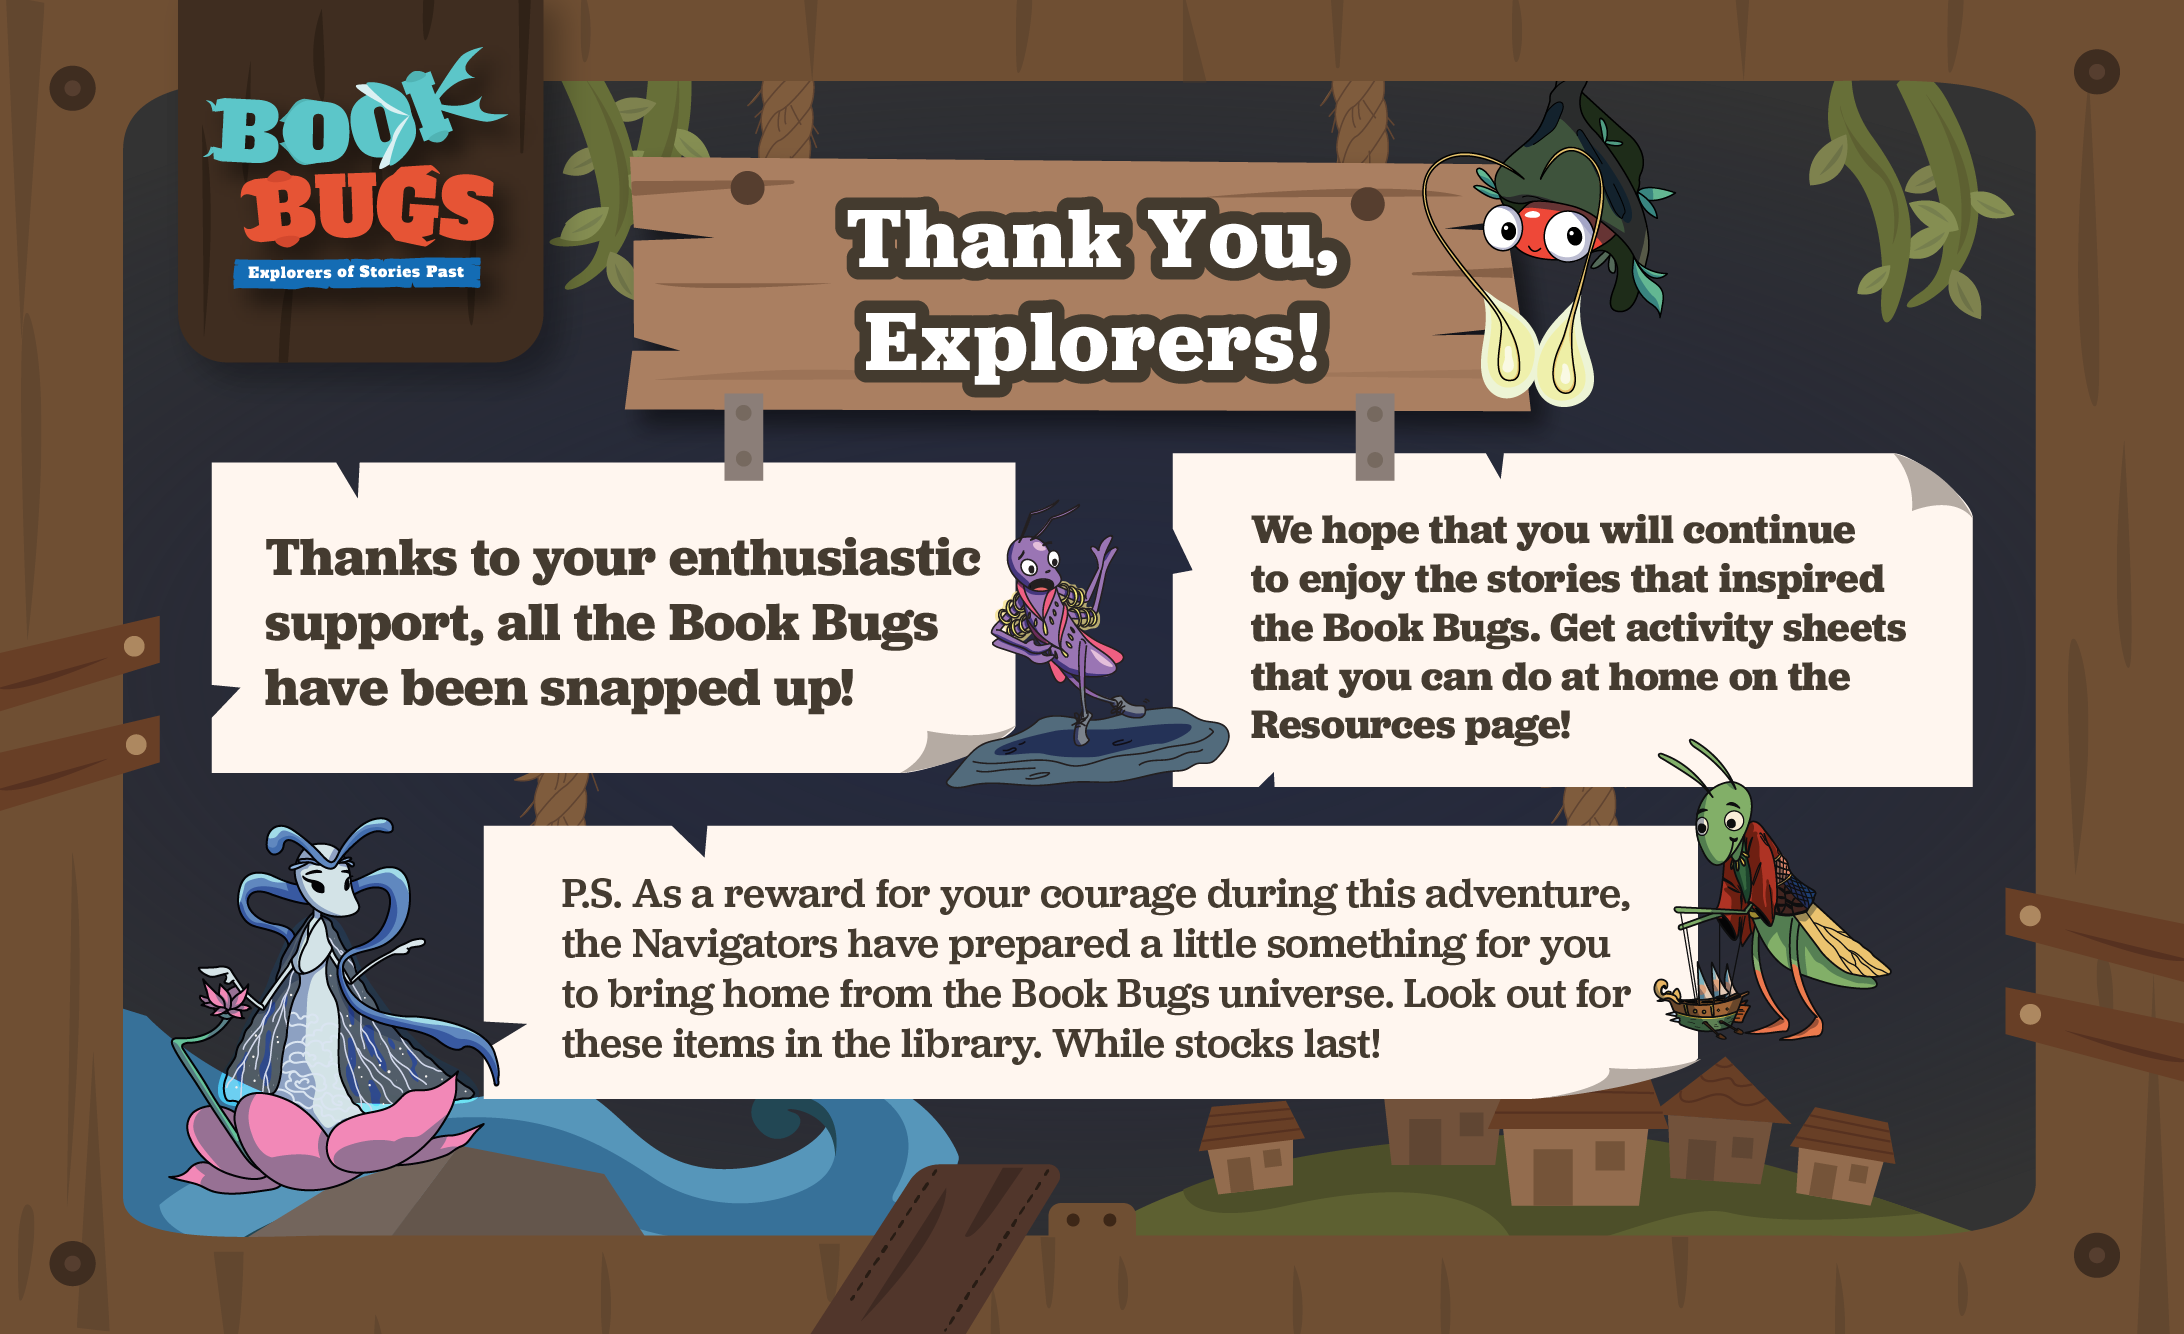 BOOK
BUGS
Explorers of Stories Past
Thank You,
Explorers!
Thanks to your enthusiastic
support, all the Book Bugs
have been snapped up!
We hope that you will continue
to enjoy the stories that inspired
the Book Bugs. Get activity sheets
that you can do at home on the
Resources page!
P.S. As a reward for your courage during this adventure,
the Navigators have prepared a little something for you
to bring home from the Book Bugs universe. Look out for
these items in the library. While stocks last!